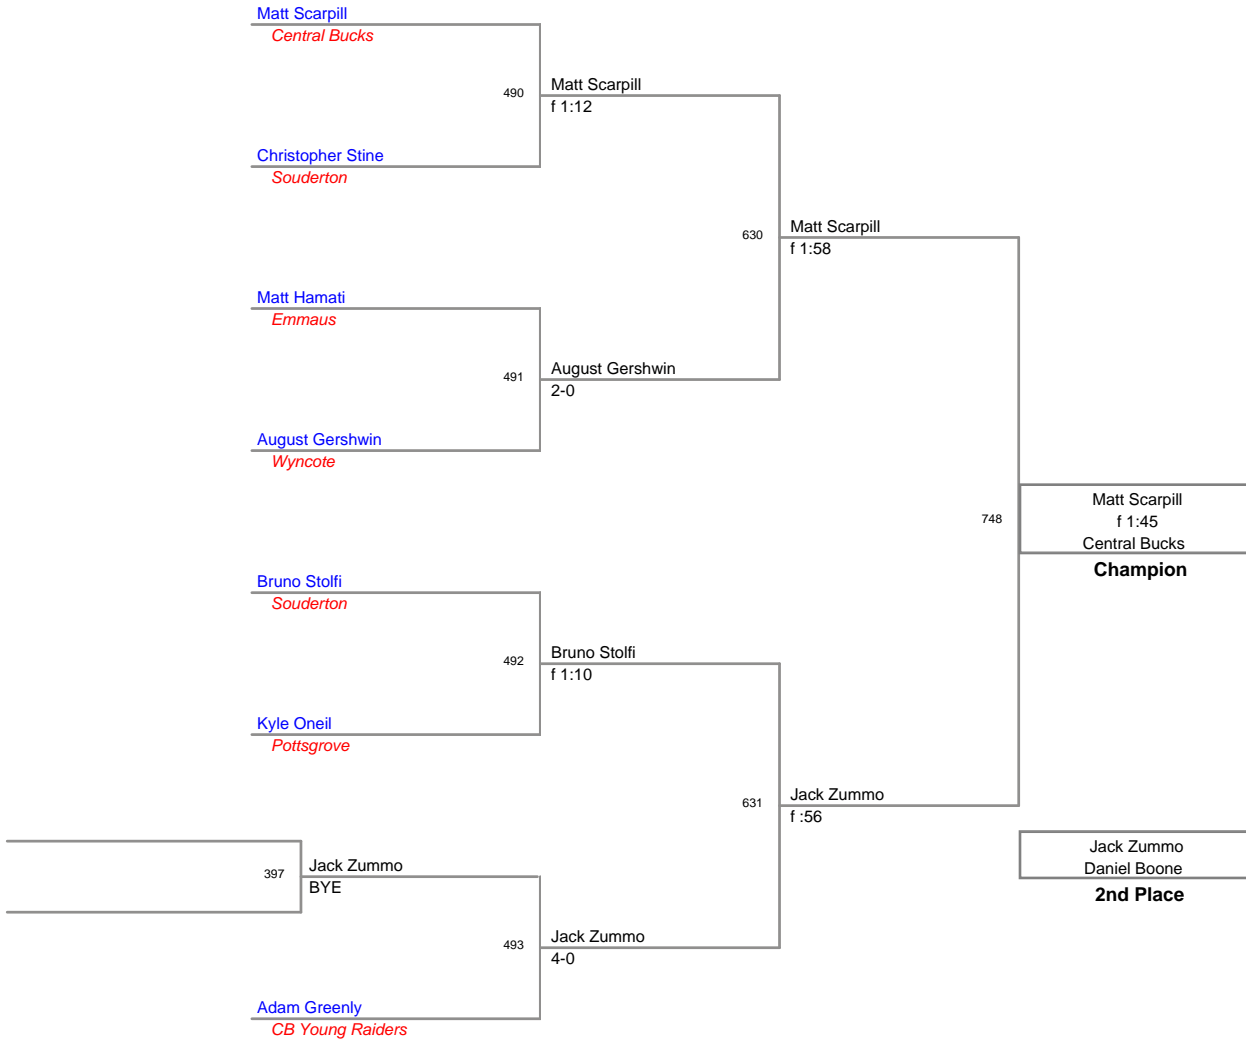 Matt Scarpill
Central Bucks
490
Matt Scarpill
f 1:12
Christopher Stine
Souderton
630
Matt Scarpill
f 1:58
Matt Hamati
Emmaus
491
August Gershwin
2-0
August Gershwin
Wyncote
748
Matt Scarpill
f 1:45
Central Bucks
Champion
Bruno Stolfi
Souderton
492
Bruno Stolfi
f 1:10
Kyle Oneil
Pottsgrove
631
Jack Zummo
f :56
Jack Zummo
Daniel Boone
2nd Place
397
Jack Zummo
BYE
493
Jack Zummo
4-0
Adam Greenly
CB Young Raiders